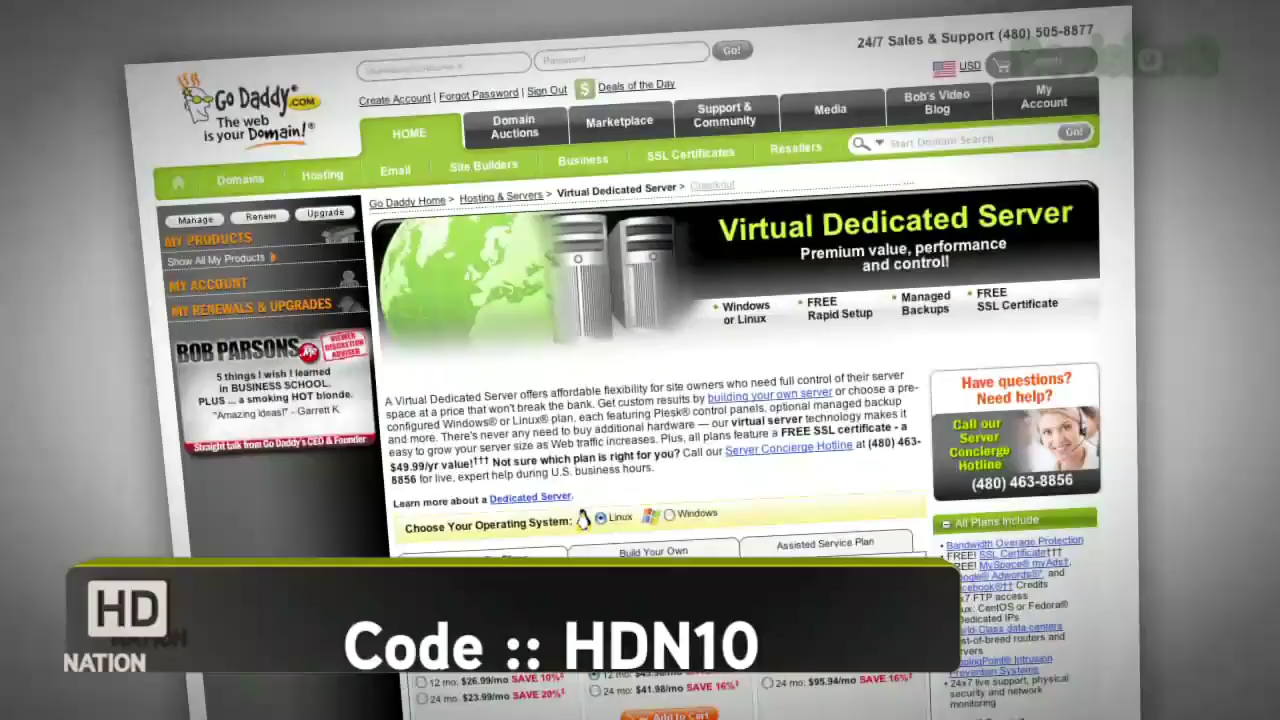 24/7 Sales & Support (480) 505-8877
Password
Go!
USD
Create Account | Forgot Password | Sign Out
$ Deals of the Day
Go Daddy.COM
The web
is your Domain!®
HOME
Domain
Auctions
Marketplace
Support &
Community
Media
Bob's Video
Blog
My
Account
Domains
Hosting
Email
Site Builders
Business
SSL Certificates
Resellers
Start Domain Search
Go!
Manage
Renew
Upgrade
MY PRODUCTS
Show All My Products
MY ACCOUNT
MY RENEWALS & UPGRADES
Go Daddy Home > Hosting & Servers > Virtual Dedicated Server > Checkout
Virtual Dedicated Server
Premium value, performance
and control!
• Windows
or Linux
• FREE
Rapid Setup
• Managed
Backups
• FREE
SSL Certificate
BOB PARSONS
VIEWER
DISCRETION
ADVISED
5 things I wish I learned
in BUSINESS SCHOOL.
PLUS ... a smoking HOT blonde.
"Amazing ideas!" - Garrett K.
Straight talk from Go Daddy's CEO & Founder
A Virtual Dedicated Server offers affordable flexibility for site owners who need full control of their server
space at a price that won't break the bank. Get custom results by building your own server or choose a pre-
configured Windows® or Linux® plan, each featuring Plesk® control panels, optional managed backup
and more. There's never any need to buy additional hardware — our virtual server technology makes it
easy to grow your server size as Web traffic increases. Plus, all plans feature a FREE SSL certificate - a
$49.99/yr value!††† Not sure which plan is right for you? Call our Server Concierge Hotline at (480) 463-
8856 for live, expert help during U.S. business hours.
Learn more about a Dedicated Server.
Choose Your Operating System: Linux Windows
Build Your Own
Assisted Service Plan
Have questions?
Need help?
Call our
Server
Concierge
Hotline
(480) 463-8856
All Plans Include
• Bandwidth Overage Protection
• FREE! SSL Certificate†††
MySpace® myAds†,
Adwords®*, and
Credits
FTP access
CentOS or Fedora®
Dedicated IPs
World-Class data centers
routers and
Intrusion
Prevention Systems
• 24x7 live support, physical
security and network
monitoring
HD
NATION
Code :: HDN10
12 mo: $26.99/mo SAVE 10%‡
24 mo: $23.99/mo SAVE 20%‡
24 mo: $41.98/mo SAVE 16%‡
24 mo: $95.94/mo SAVE 16%‡
Add to Cart